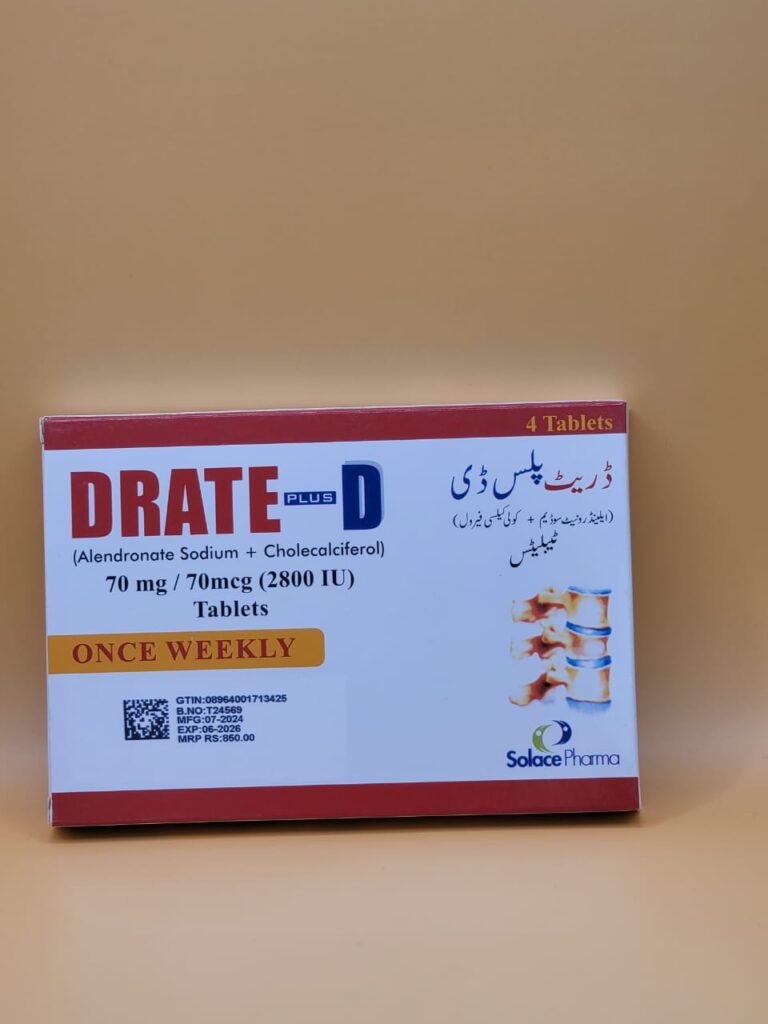 4 Tablets
DRATE PLUS D
(Alendronate Sodium + Cholecalciferol)
70 mg / 70mcg (2800 IU)
Tablets
ONCE WEEKLY
GTIN:08964001713425
B.NO:T24569
MFG:07-2024
EXP:06-2026
MRP RS:850.00
ڈریٹ پلس ڈی
(ایلینڈرونیٹ سوڈیم + کولی کیلسی فیرول)
ٹیبلیٹس
Solace Pharma